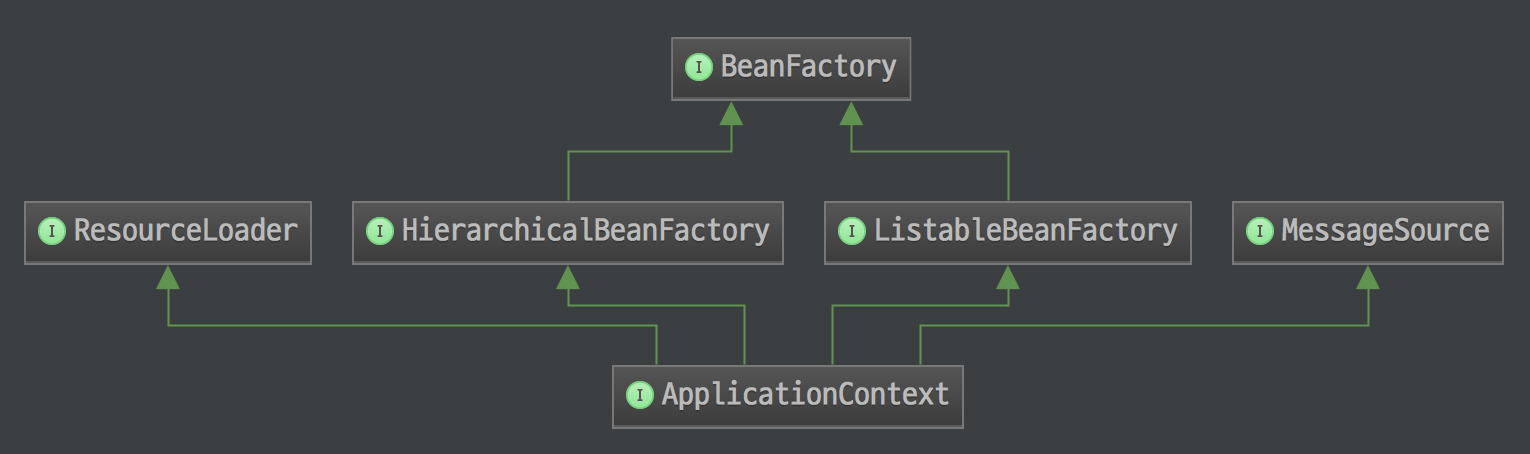 I BeanFactory
I ResourceLoader
I HierarchicalBeanFactory
I ListableBeanFactory
I MessageSource
I ApplicationContext